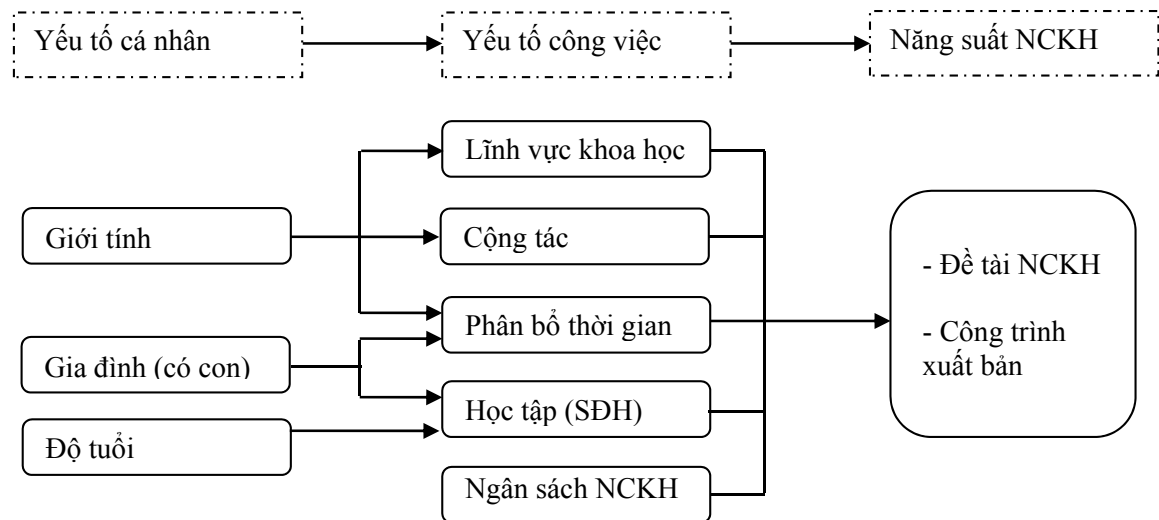 Yếu tố cá nhân
Yếu tố công việc
Năng suất NCKH
Lĩnh vực khoa học
Giới tính
Cộng tác
- Đề tài NCKH
Phân bổ thời gian
- Công trình
xuất bản
Gia đình (có con)
Học tập (SĐH)
Độ tuổi
Ngân sách NCKH